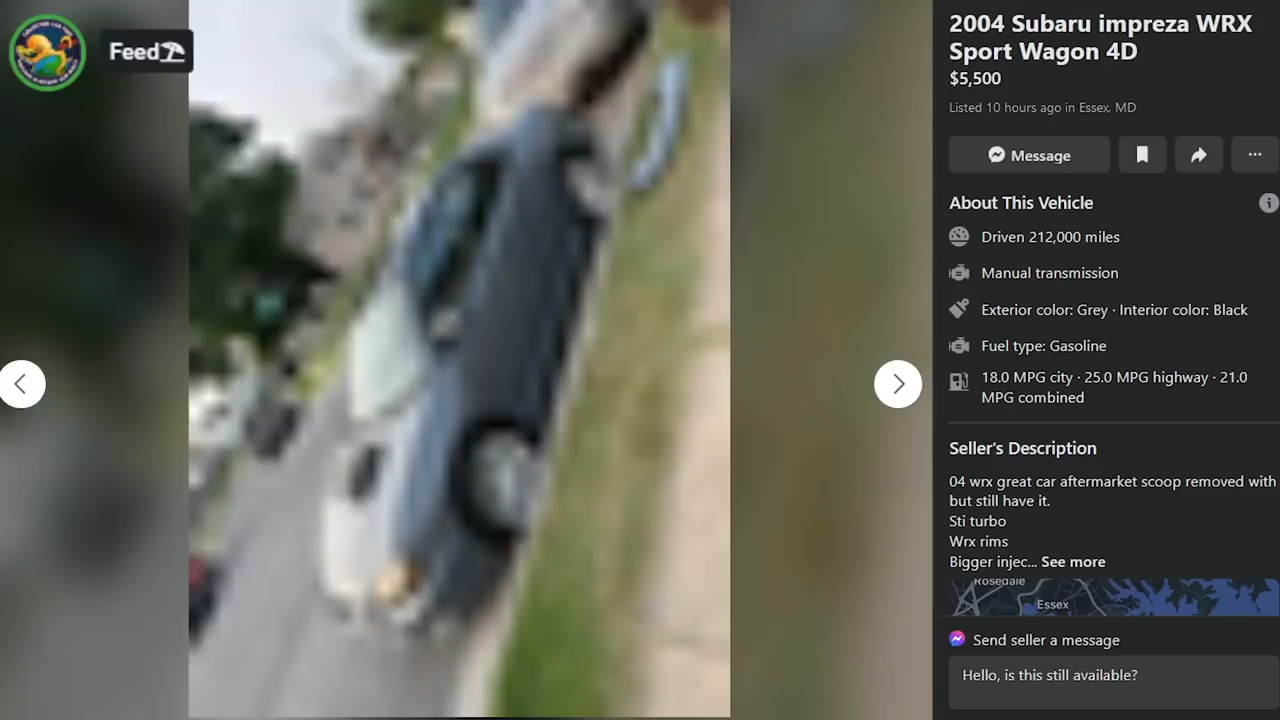 Feed
2004 Subaru impreza WRX
Sport Wagon 4D
$5,500
Listed 10 hours ago in Essex, MD
Message
About This Vehicle
Driven 212,000 miles
Manual transmission
Exterior color: Grey · Interior color: Black
Fuel type: Gasoline
18.0 MPG city · 25.0 MPG highway · 21.0
MPG combined
Seller's Description
04 wrx great car aftermarket scoop removed with
but still have it.
Sti turbo
Wrx rims
Bigger injec... See more
Rosedale
Essex
Send seller a message
Hello, is this still available?